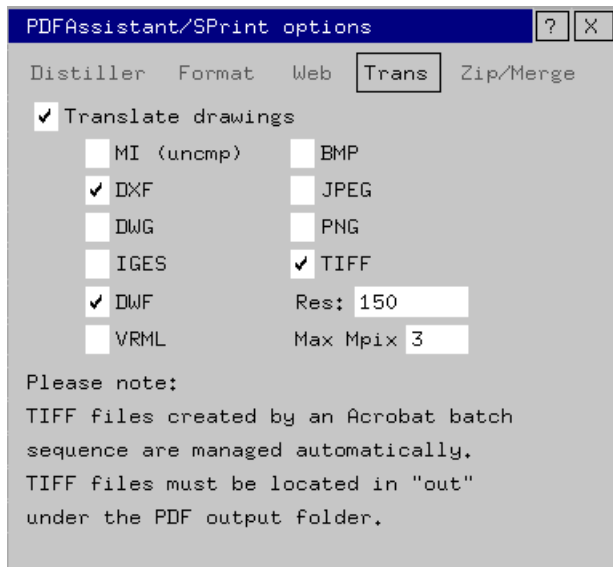 PDFAssistant/SPrint options ? X
Distiller Format Web Trans Zip/Merge
Translate drawings
MI (uncmp) BMP
DXF JPEG
DWG PNG
IGES TIFF
DWF Res: 150
VRML Max Mpix 3
Please note:
TIFF files created by an Acrobat batch
sequence are managed automatically.
TIFF files must be located in "out"
under the PDF output folder.